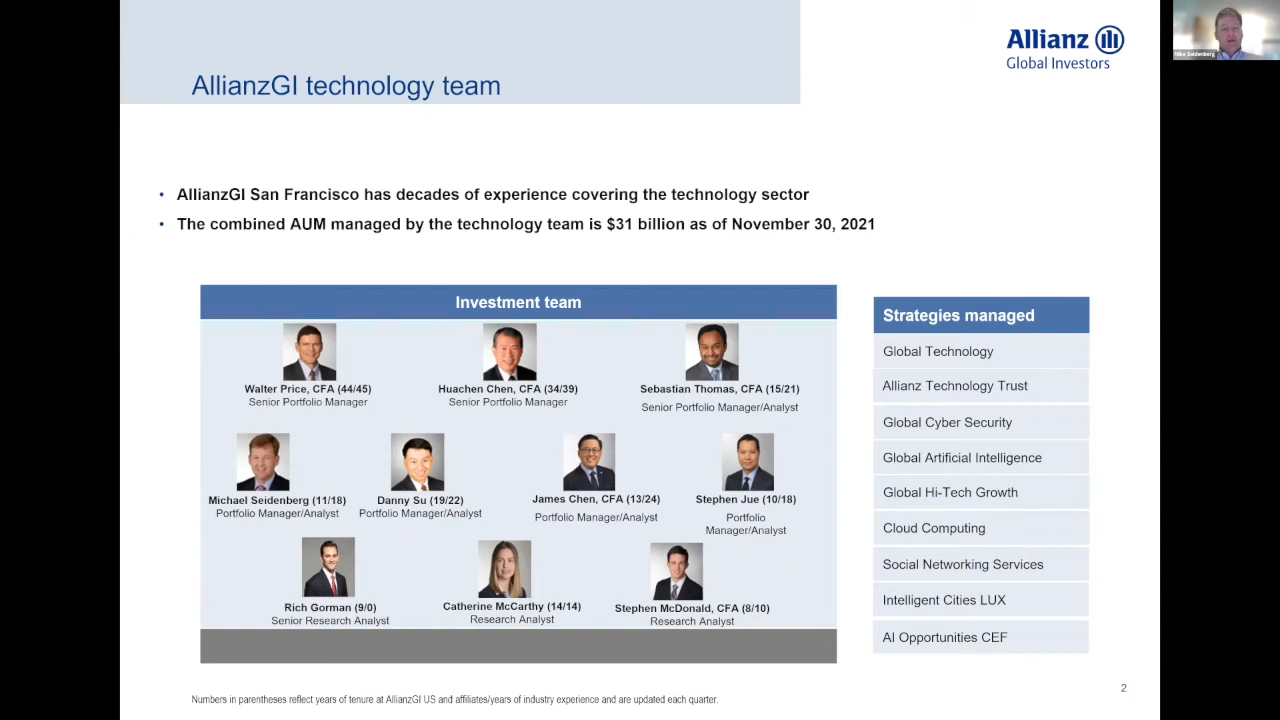 Allianz
Global Investors
Mike Seidenberg
AllianzGI technology team
• AllianzGI San Francisco has decades of experience covering the technology sector
• The combined AUM managed by the technology team is $31 billion as of November 30, 2021
Investment team
Walter Price, CFA (44/45)
Senior Portfolio Manager
Huachen Chen, CFA (34/39)
Senior Portfolio Manager
Sebastian Thomas, CFA (15/21)
Senior Portfolio Manager/Analyst
Michael Seidenberg (11/18)
Portfolio Manager/Analyst
Danny Su (19/22)
Portfolio Manager/Analyst
James Chen, CFA (13/24)
Portfolio Manager/Analyst
Stephen Jue (10/18)
Portfolio
Manager/Analyst
Rich Gorman (9/0)
Senior Research Analyst
Catherine McCarthy (14/14)
Research Analyst
Stephen McDonald, CFA (8/10)
Research Analyst
Strategies managed
Global Technology
Allianz Technology Trust
Global Cyber Security
Global Artificial Intelligence
Global Hi-Tech Growth
Cloud Computing
Social Networking Services
Intelligent Cities LUX
AI Opportunities CEF
Numbers in parentheses reflect years of tenure at AllianzGI US and affiliates/years of industry experience and are updated each quarter.
2